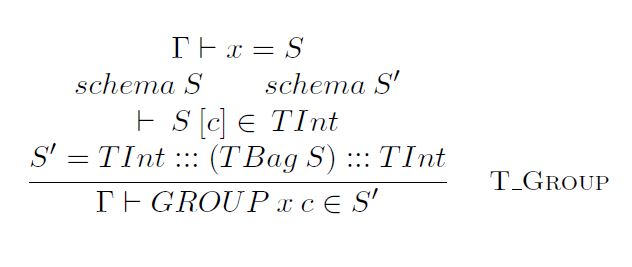 Γ ⊢ x = S
schema S schema S′
⊢ S [c] ∈ TInt
S′ = TInt ::: (TBag S) ::: TInt
Γ ⊢ GROUP x c ∈ S′
T_GROUP